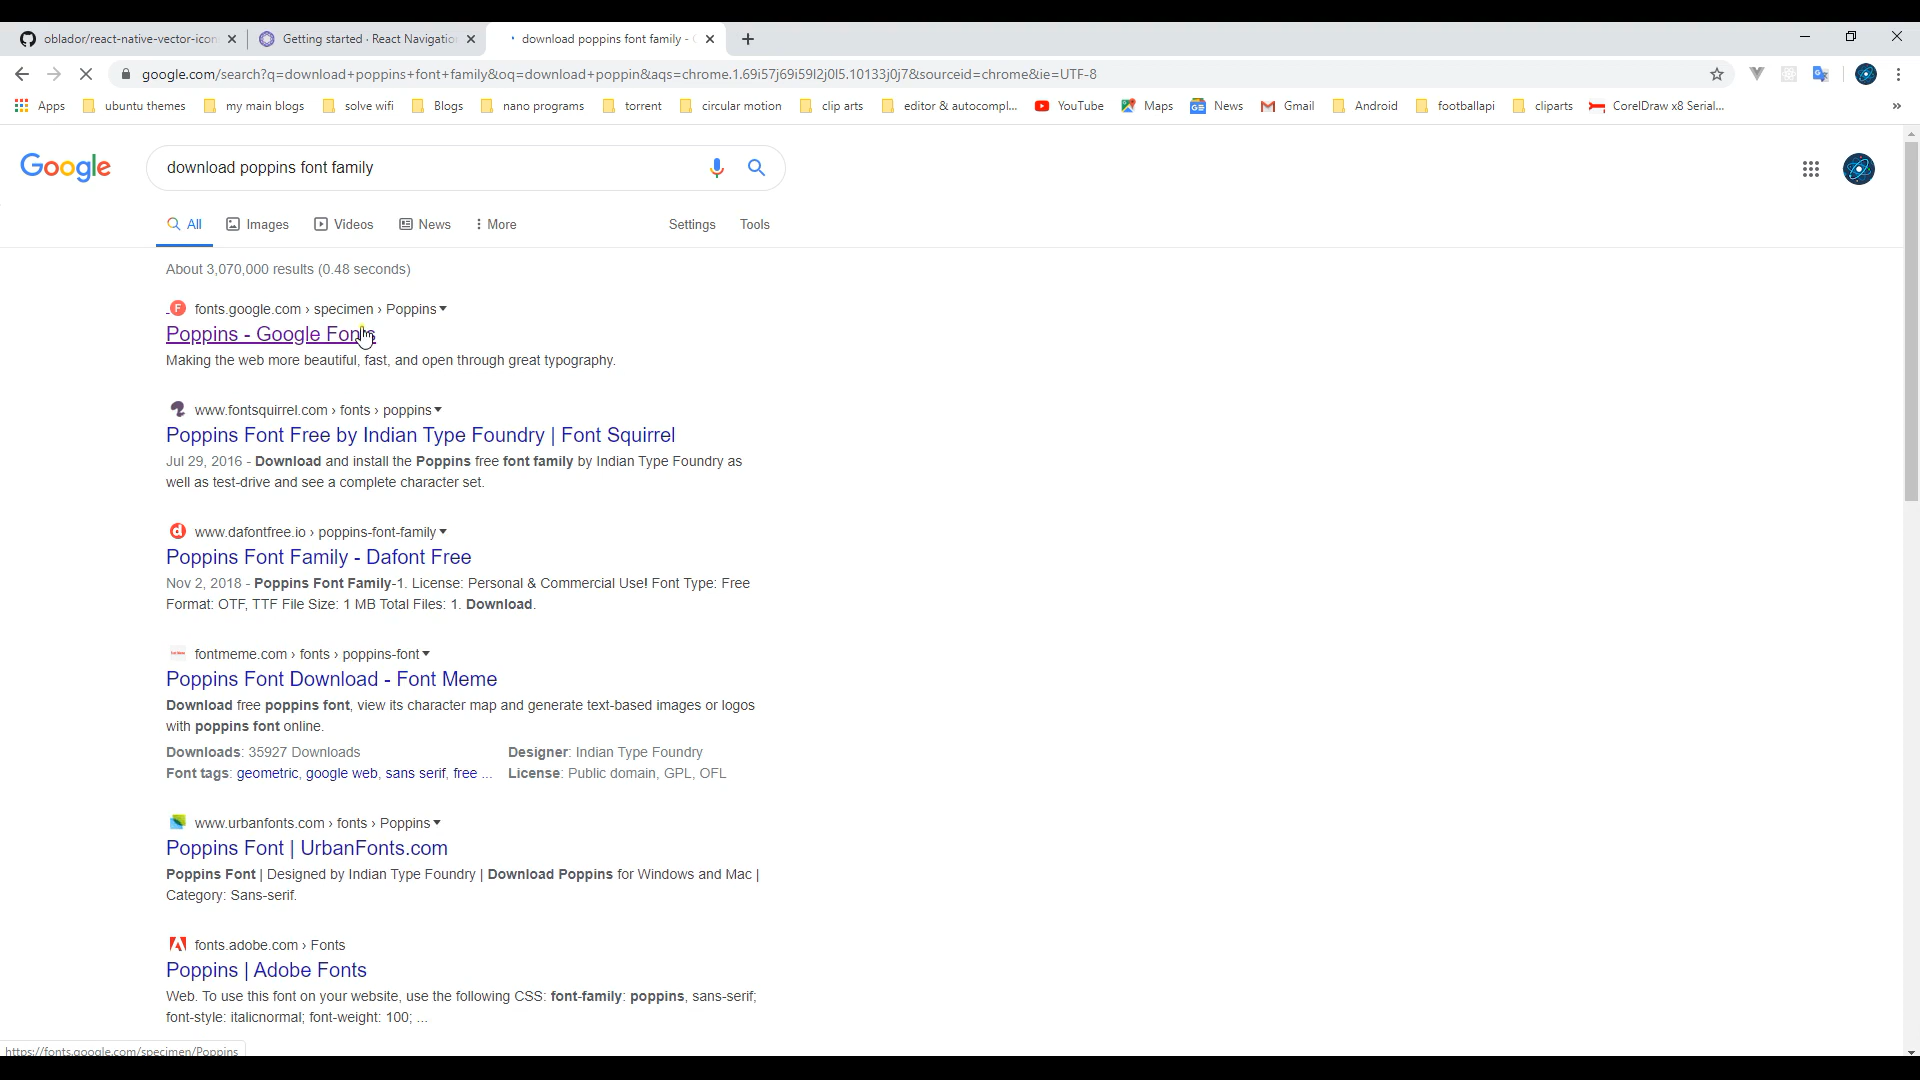 oblador/react-native-vector-icon
Getting started · React Navigatio
download poppins font family -
google.com/search?q=download+poppins+font+family&oq=download+poppin&aqs=chrome.1.69i57j69i59l2j0l5.10133j0j7&sourceid=chrome&ie=UTF-8
Apps ubuntu themes my main blogs solve wifi Blogs nano programs torrent circular motion clip arts editor & autocompl... YouTube Maps News Gmail Android footballapi cliparts CorelDraw x8 Serial... »
Google download poppins font family
All Images Videos News More Settings Tools
About 3,070,000 results (0.48 seconds)
fonts.google.com › specimen › Poppins
Poppins - Google Fonts
Making the web more beautiful, fast, and open through great typography.
www.fontsquirrel.com › fonts › poppins
Poppins Font Free by Indian Type Foundry | Font Squirrel
Jul 29, 2016 - Download and install the Poppins free font family by Indian Type Foundry as
well as test-drive and see a complete character set.
www.dafontfree.io › poppins-font-family
Poppins Font Family - Dafont Free
Nov 2, 2018 - Poppins Font Family-1. License: Personal & Commercial Use! Font Type: Free
Format: OTF, TTF File Size: 1 MB Total Files: 1. Download.
fontmeme.com › fonts › poppins-font
Poppins Font Download - Font Meme
Download free poppins font, view its character map and generate text-based images or logos
with poppins font online.
Downloads: 35927 Downloads Designer: Indian Type Foundry
Font tags: geometric, google web, sans serif, free ... License: Public domain, GPL, OFL
www.urbanfonts.com › fonts › Poppins
Poppins Font | UrbanFonts.com
Poppins Font | Designed by Indian Type Foundry | Download Poppins for Windows and Mac |
Category: Sans-serif.
fonts.adobe.com › Fonts
Poppins | Adobe Fonts
Web. To use this font on your website, use the following CSS: font-family: poppins, sans-serif;
font-style: italicnormal; font-weight: 100; ...
https://fonts.google.com/specimen/Poppins